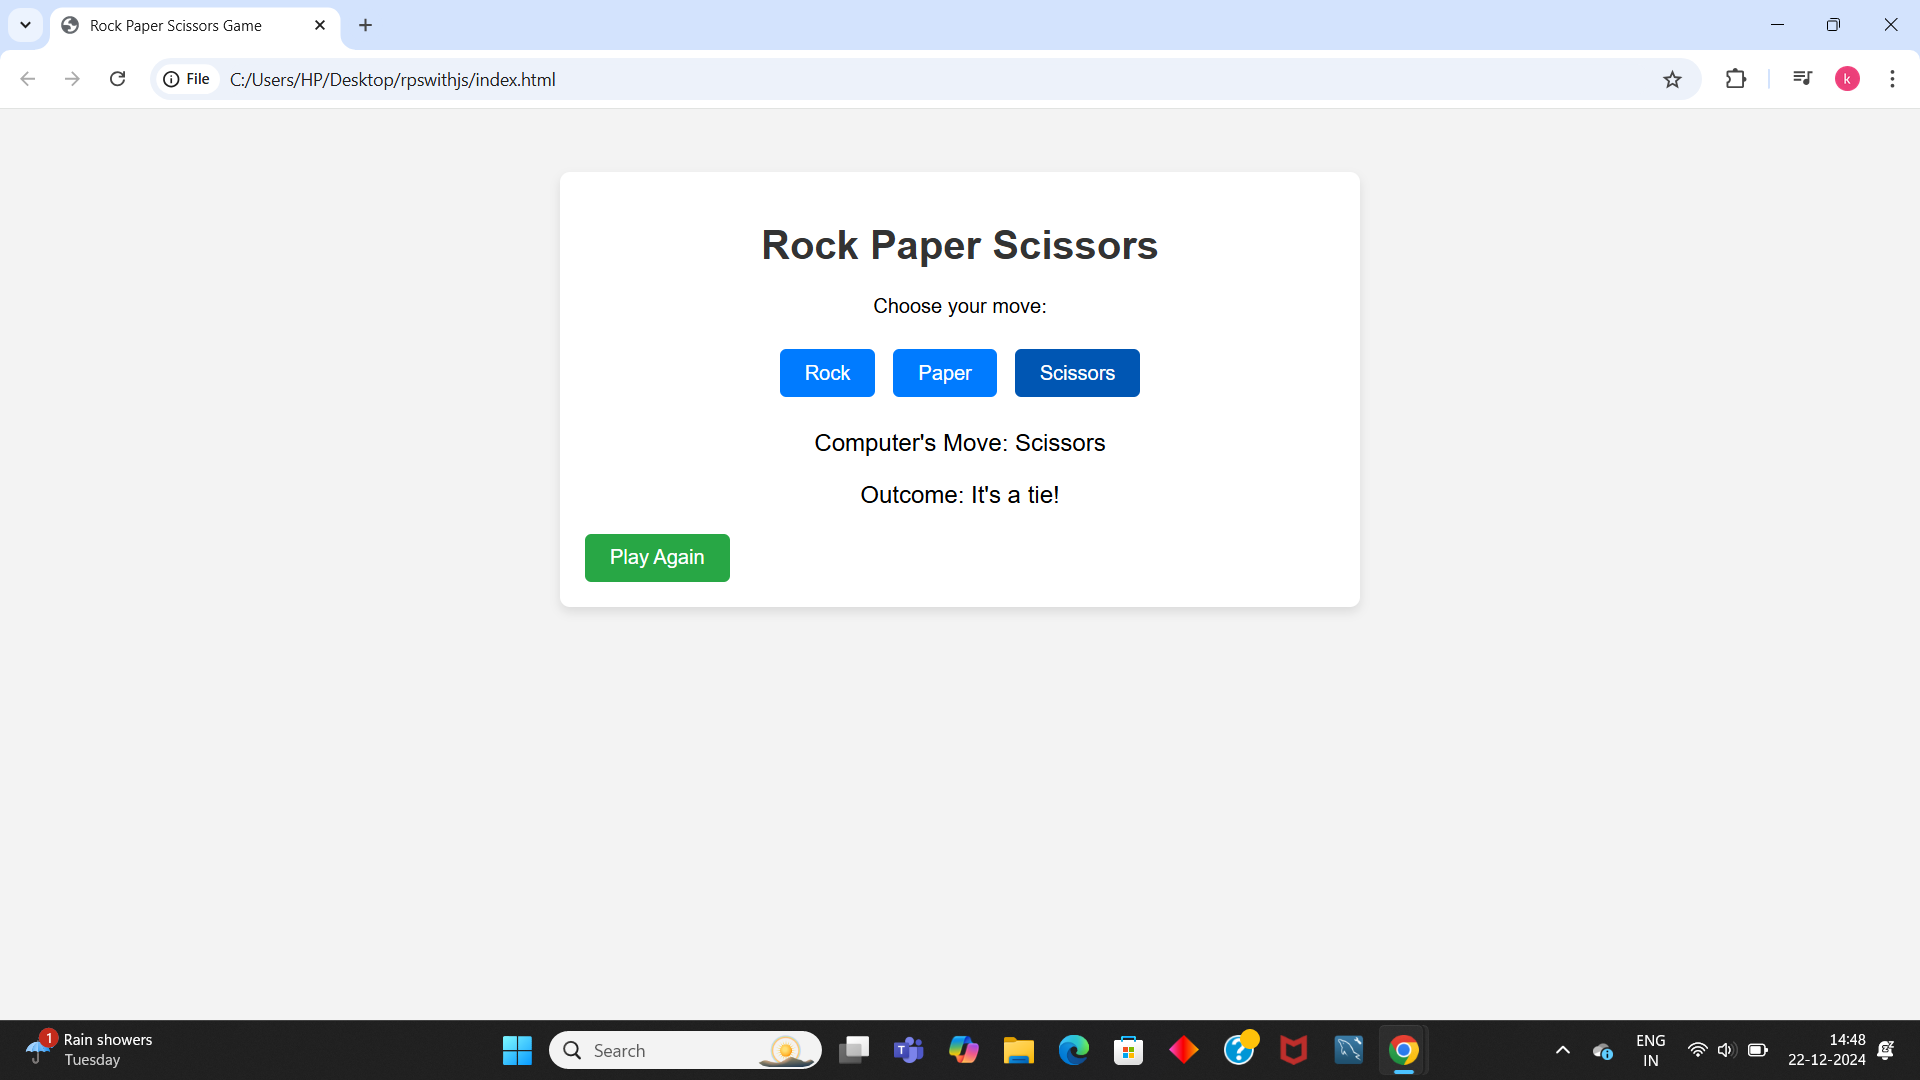 Rock Paper Scissors Game
File
C:/Users/HP/Desktop/rpswithjs/index.html
k
Rock Paper Scissors
Choose your move:
Rock Paper Scissors
Computer's Move: Scissors
Outcome: It's a tie!
Play Again
1
Rain showers
Tuesday
Search
T
?
ENG
IN
14:48
22-12-2024